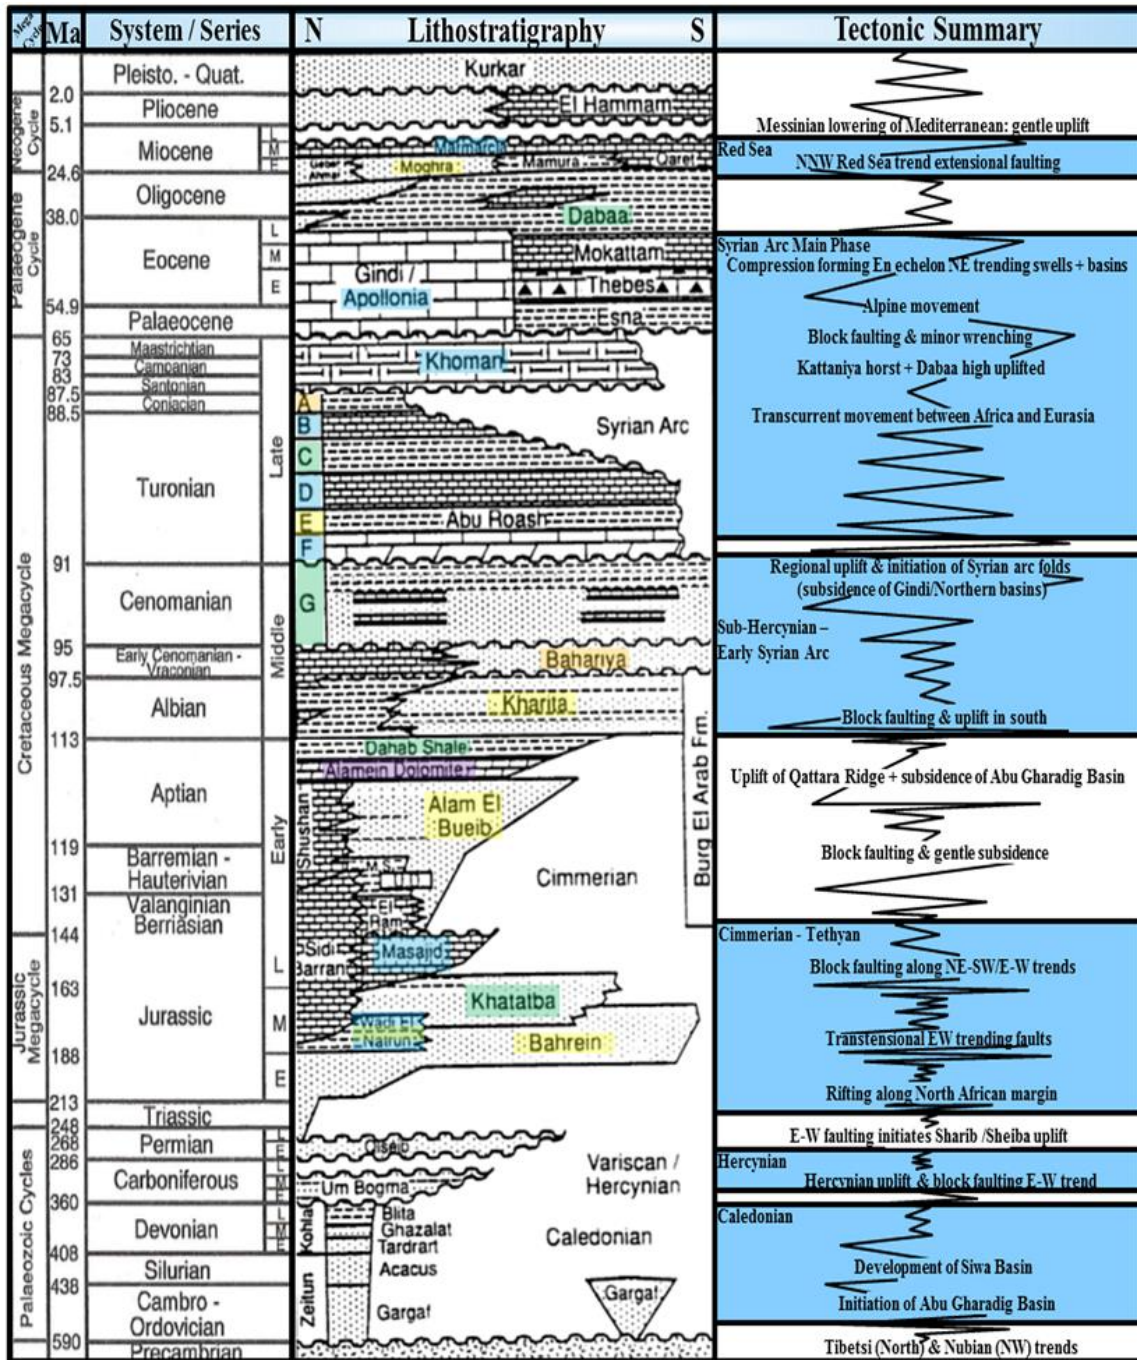 Mega Cycle
Ma
System / Series
N Lithostratigraphy S
Tectonic Summary
Neogene Cycle
Palaeogene Cycle
Cretaceous Megacycle
Jurassic Megacycle
Palaeozoic Cycles
2.0
5.1
24.6
38.0
54.9
65
73
83
87.5
88.5
91
95
97.5
113
119
131
144
163
188
213
248
268
286
360
408
438
590
Pleisto. - Quat.
Pliocene
Miocene
L
M
E
Oligocene
Eocene
L
M
E
Palaeocene
Maastrichtian
Campanian
Santonian
Coniacian
Turonian
Late
Cenomanian
Early Cenomanian -
Vraconian
Middle
Albian
Aptian
Early
Barremian -
Hauterivian
Valanginian
Berriasian
Jurassic
L
M
E
Triassic
Permian
L
E
Carboniferous
L
M
E
Devonian
L
M
E
Silurian
Cambro -
Ordovician
Precambrian
Kurkar
El Hammam
Marmarica
Moghra
Mamura
Qaret
Dabaa
Mokattam
Gindi /
Apollonia
Thebes
Esna
Khoman
A
B
C
D
E
F
G
Syrian Arc
Abu Roash
Bahariya
Kharita
Dahab Shale
Alamein Dolomite
Alam El
Bueib
Shushan
M.S.
El
Ram
Cimmerian
Burg El Arab Fm.
Sidi
Barrani
Masajid
Khatatba
Wadi El
Natrun
Bahrein
Variscan /
Hercynian
Um Bogma
Kohla
Blita
Ghazalat
Tardrart
Caledonian
Zeitun
Acacus
Gargaf
Gargaf
Messinian lowering of Mediterranean: gentle uplift
Red Sea
NNW Red Sea trend extensional faulting
Syrian Arc Main Phase
Compression forming En echelon NE trending swells + basins
Alpine movement
Block faulting & minor wrenching
Kattaniya horst + Dabaa high uplifted
Transcurrent movement between Africa and Eurasia
Regional uplift & initiation of Syrian arc folds
(subsidence of Gindi/Northern basins)
Sub-Hercynian –
Early Syrian Arc
Block faulting & uplift in south
Uplift of Qattara Ridge + subsidence of Abu Gharadig Basin
Block faulting & gentle subsidence
Cimmerian - Tethyan
Block faulting along NE-SW/E-W trends
Transtensional EW trending faults
Rifting along North African margin
E-W faulting initiates Sharib /Sheiba uplift
Hercynian
Hercynian uplift & block faulting E-W trend
Caledonian
Development of Siwa Basin
Initiation of Abu Gharadig Basin
Tibetsi (North) & Nubian (NW) trends